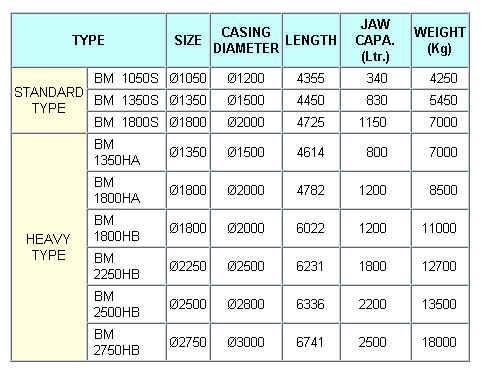 TYPE SIZE CASING DIAMETER LENGTH JAW CAPA. (Ltr.) WEIGHT (Kg)
STANDARD TYPE BM 1050S Ø1050 Ø1200 4355 340 4250
BM 1350S Ø1350 Ø1500 4450 830 5450
BM 1800S Ø1800 Ø2000 4725 1150 7000
HEAVY TYPE BM 1350HA Ø1350 Ø1500 4614 800 7000
BM 1800HA Ø1800 Ø2000 4782 1200 8500
BM 1800HB Ø1800 Ø2000 6022 1200 11000
BM 2250HB Ø2250 Ø2500 6231 1800 12700
BM 2500HB Ø2500 Ø2800 6336 2200 13500
BM 2750HB Ø2750 Ø3000 6741 2500 18000